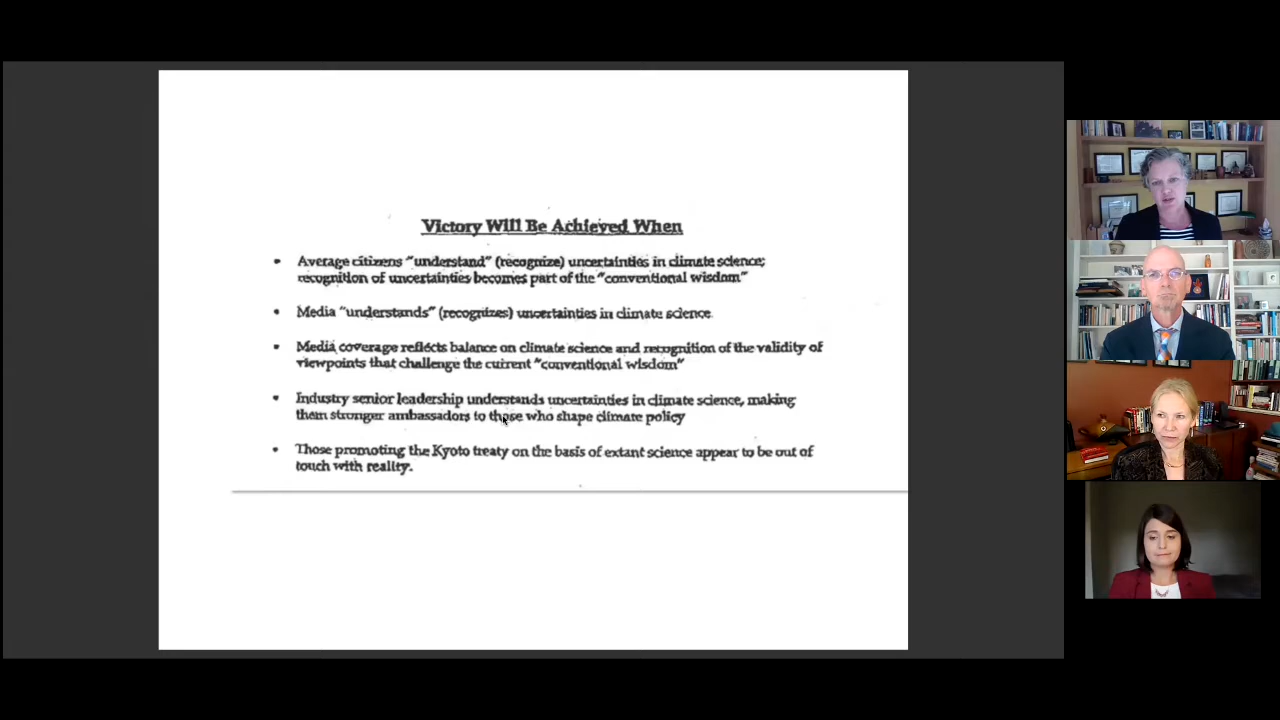 Victory Will Be Achieved When
• Average citizens "understand" (recognize) uncertainties in climate science;
recognition of uncertainties becomes part of the "conventional wisdom"
• Media "understands" (recognizes) uncertainties in climate science
• Media coverage reflects balance on climate science and recognition of the validity of
viewpoints that challenge the current "conventional wisdom"
• Industry senior leadership understands uncertainties in climate science, making
them stronger ambassadors to those who shape climate policy
• Those promoting the Kyoto treaty on the basis of extant science appear to be out of
touch with reality.